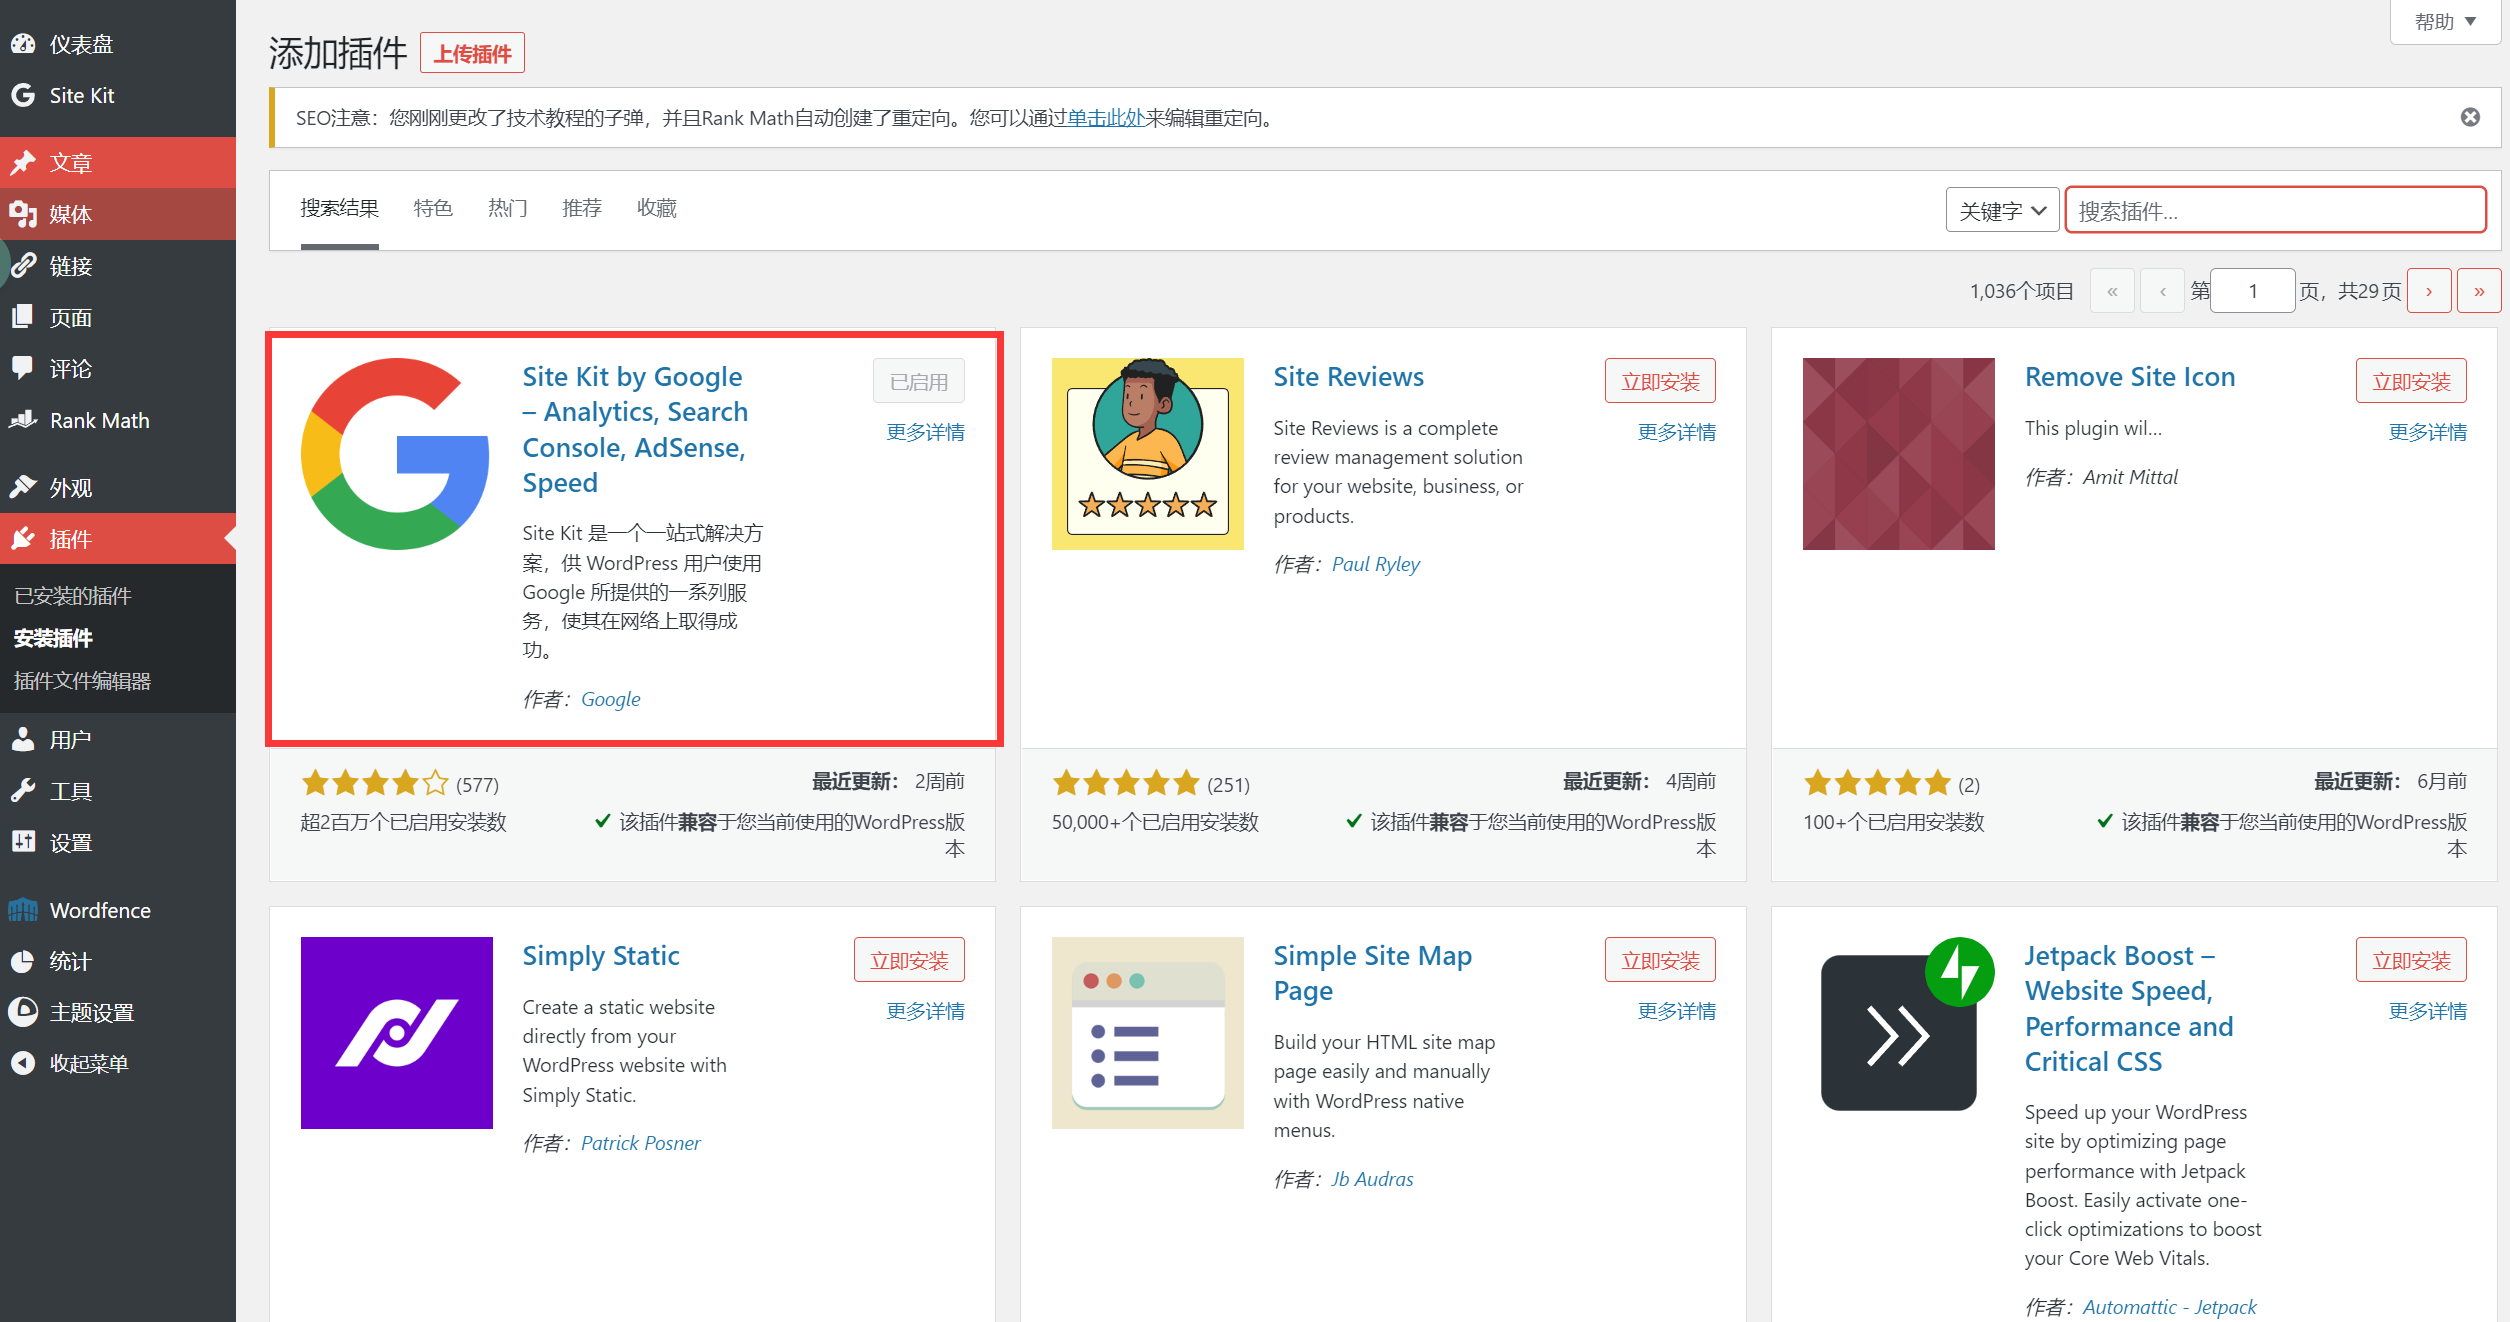 仪表盘
Site Kit
文章
媒体
链接
页面
评论
Rank Math
外观
插件
已安装的插件
安装插件
插件文件编辑器
用户
工具
设置
Wordfence
统计
主题设置
收起菜单
帮助
添加插件 上传插件
SEO注意：您刚刚更改了技术教程的子弹，并且Rank Math自动创建了重定向。您可以通过单击此处来编辑重定向。
搜索结果 特色 热门 推荐 收藏
关键字 搜索插件...
1,036个项目 « ‹ 第 1 页，共29页 › »
Site Kit by Google
– Analytics, Search
Console, AdSense,
Speed
已启用
更多详情
Site Kit 是一个一站式解决方
案，供 WordPress 用户使用
Google 所提供的一系列服
务，使其在网络上取得成
功。
作者：Google
(577)
最近更新： 2周前
超2百万个已启用安装数
该插件兼容于您当前使用的WordPress版
本
Site Reviews
立即安装
更多详情
Site Reviews is a complete
review management solution
for your website, business, or
products.
作者：Paul Ryley
(251)
最近更新： 4周前
50,000+个已启用安装数
该插件兼容于您当前使用的WordPress版
本
Remove Site Icon
立即安装
更多详情
This plugin wil...
作者：Amit Mittal
(2)
最近更新： 6月前
100+个已启用安装数
该插件兼容于您当前使用的WordPress版
本
Simply Static
立即安装
更多详情
Create a static website
directly from your
WordPress website with
Simply Static.
作者：Patrick Posner
Simple Site Map
Page
立即安装
更多详情
Build your HTML site map
page easily and manually
with WordPress native
menus.
作者：Jb Audras
Jetpack Boost –
Website Speed,
Performance and
Critical CSS
立即安装
更多详情
Speed up your WordPress
site by optimizing page
performance with Jetpack
Boost. Easily activate one-
click optimizations to boost
your Core Web Vitals.
作者：Automattic - Jetpack